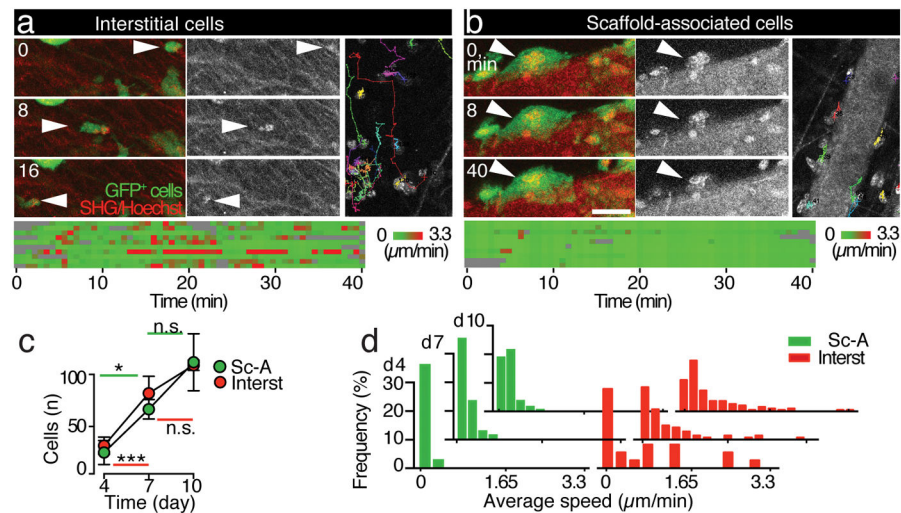 a Interstitial cells
0
8
16
GFP+ cells
SHG/Hoechst
0 3.3
(µm/min)
0 10 20 30 40
Time (min)
b Scaffold-associated cells
0,
min
8
40
0 3.3
(µm/min)
0 10 20 30 40
Time (min)
c
n.s.
Sc-A
Interst
*
n.s.
***
100
50
0
Cells (n)
4 7 10
Time (day)
d
d10
d7
d4
Sc-A
Interst
30
20
10
0
Frequency (%)
0 1.65 3.3 0 1.65 3.3
Average speed (µm/min)